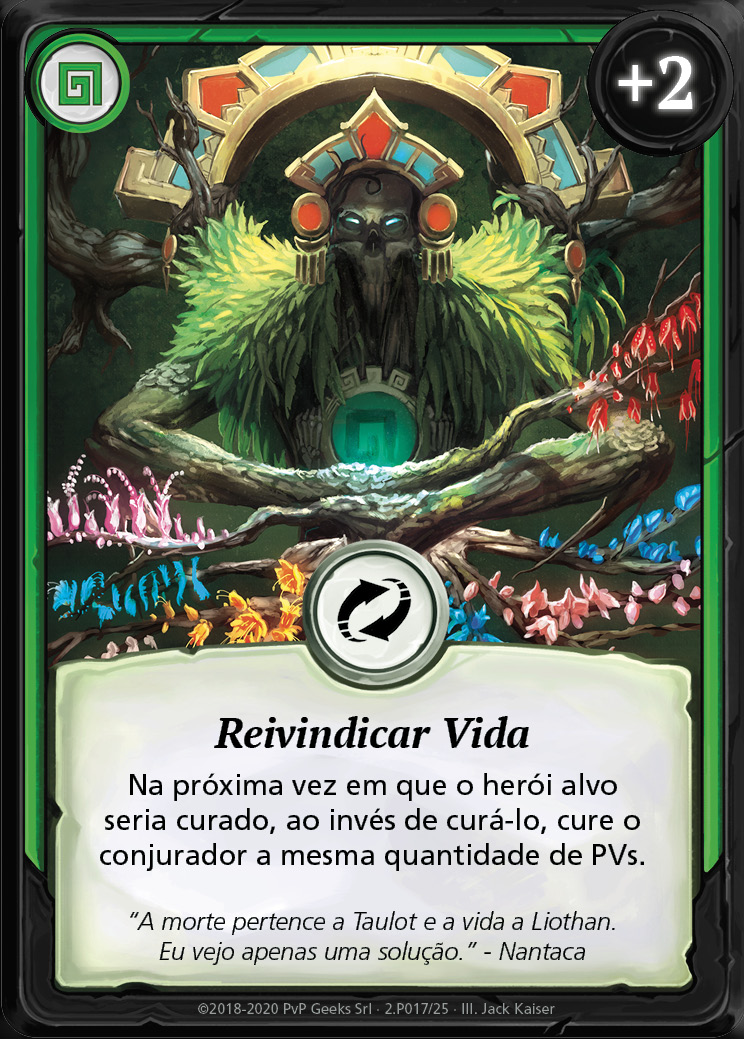 +2
Reivindicar Vida
Na próxima vez em que o herói alvo
seria curado, ao invés de curá-lo, cure o
conjurador a mesma quantidade de PVs.
“A morte pertence a Taulot e a vida a Liothan.
Eu vejo apenas uma solução.” - Nantaca
©2018-2020 PvP Geeks Srl · 2.P017/25 · Ill. Jack Kaiser